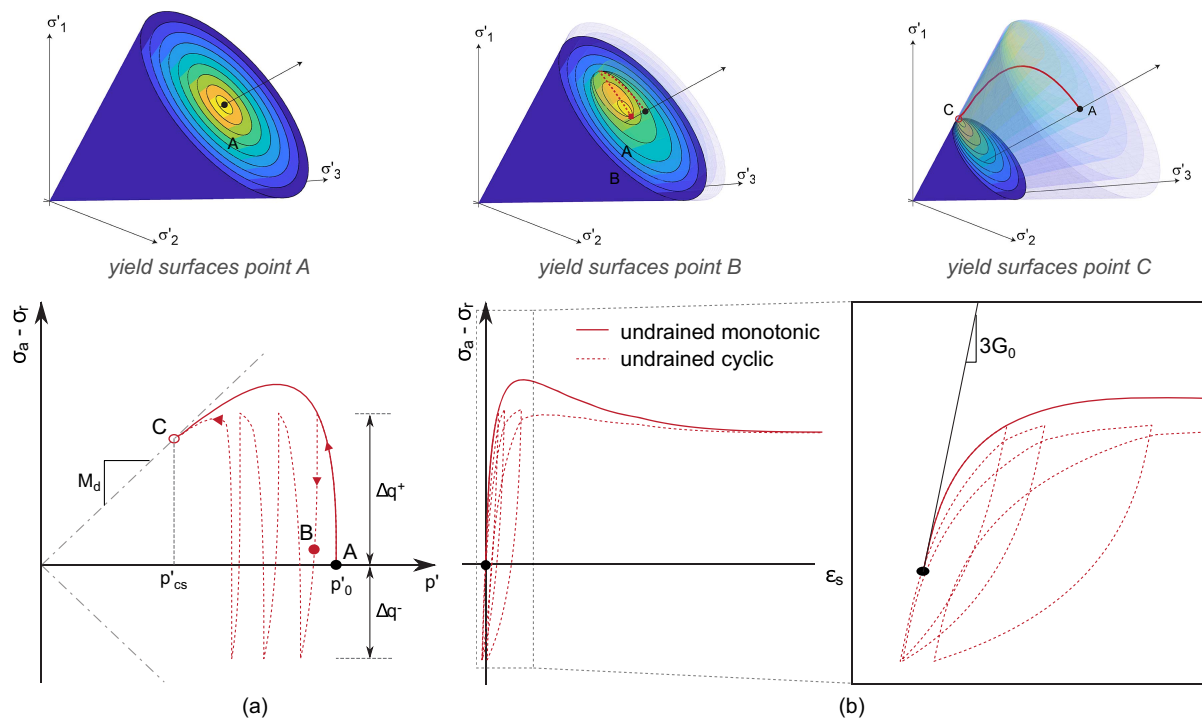 σ'1
A
σ'3
σ'2
yield surfaces point A
σ'1
A
B
σ'3
σ'2
yield surfaces point B
σ'1
C
A
σ'3
σ'2
yield surfaces point C
σa - σr
C
Md
B
A
Δq+
Δq-
p'cs
p'0
p'
(a)
σa - σr
undrained monotonic
undrained cyclic
εs
3G0
(b)